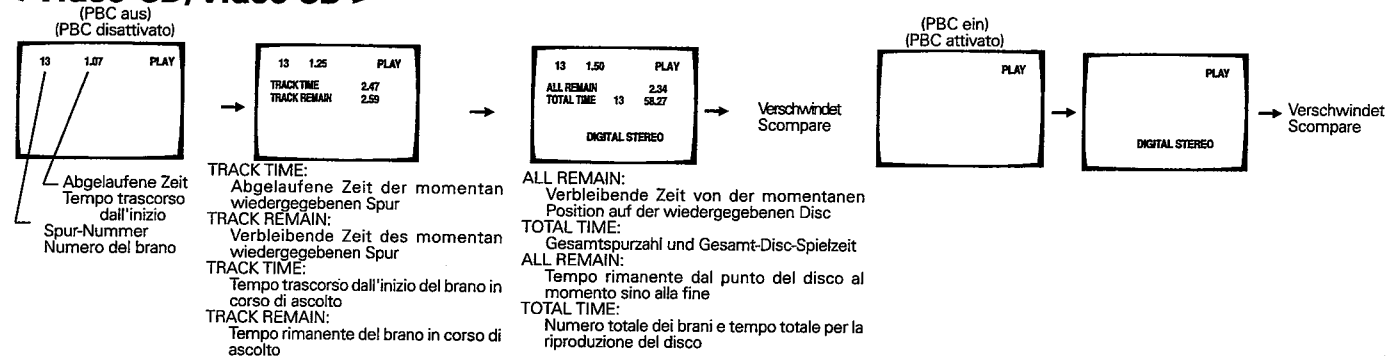 (PBC aus)
(PBC disattivato)
13 1.07 PLAY
Abgelaufene Zeit
Tempo trascorso
dall'inizio
Spur-Nummer
Numero del brano
13 1.25 PLAY
TRACK TIME 2.47
TRACK REMAIN 2.59
TRACK TIME:
Abgelaufene Zeit der momentan
wiedergegebenen Spur
TRACK REMAIN:
Verbleibende Zeit des momentan
wiedergegebenen Spur
TRACK TIME:
Tempo trascorso dall'inizio del brano in
corso di ascolto
TRACK REMAIN:
Tempo rimanente del brano in corso di
ascolto
13 1.50 PLAY
ALL REMAIN 2.34
TOTAL TIME 13 58.27
DIGITAL STEREO
ALL REMAIN:
Verbleibende Zeit von der momentanen
Position auf der wiedergegebenen Disc
TOTAL TIME:
Gesamtspurzahl und Gesamt-Disc-Spielzeit
ALL REMAIN:
Tempo rimanente dal punto del disco al
momento sino alla fine
TOTAL TIME:
Numero totale dei brani e tempo totale per la
riproduzione del disco
Verschwindet
Scompare
(PBC ein)
(PBC attivato)
PLAY
PLAY
DIGITAL STEREO
Verschwindet
Scompare